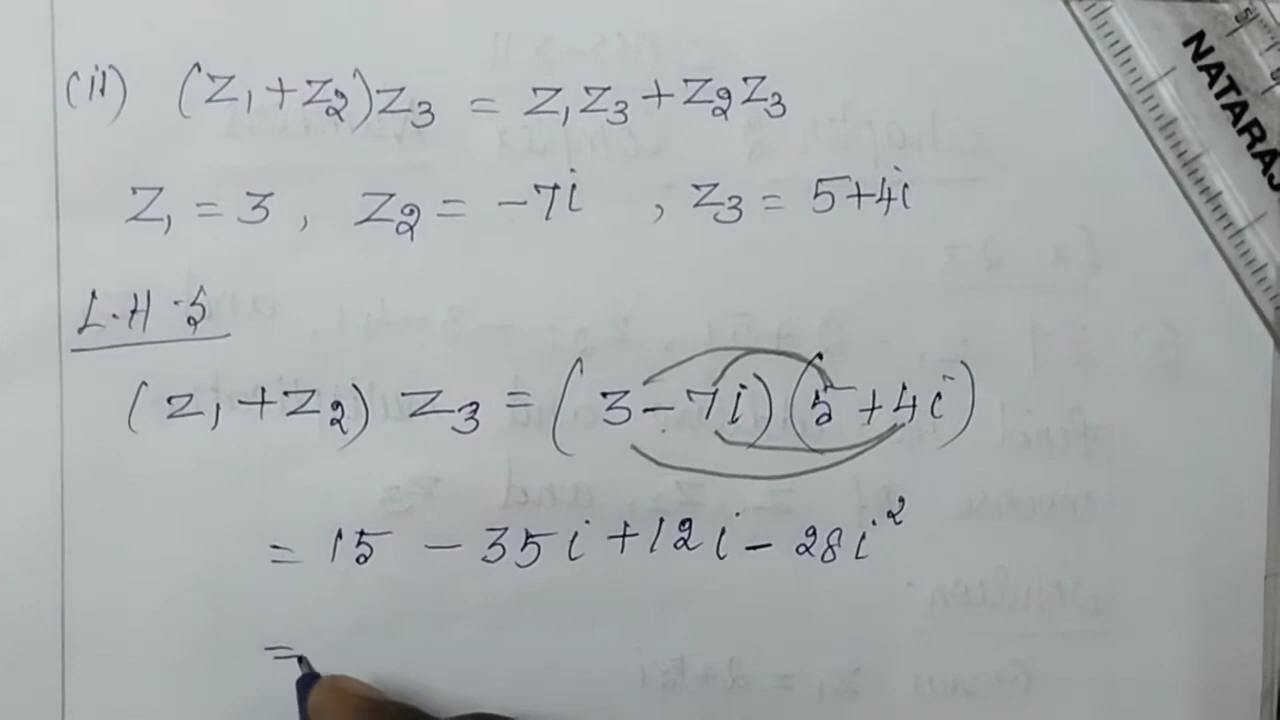 (ii) (Z₁+Z₂)Z₃ = Z₁Z₃+Z₂Z₃
Z₁ = 3, Z₂ = -7i , Z₃ = 5+4i
L.H.S
(Z₁+Z₂) Z₃ = (3-7i)(5+4i)
= 15 - 35i +12i - 28i²
=
NATARAJ